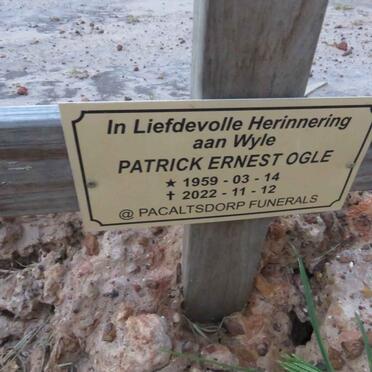 In Liefdevolle Herinnering
aan Wyle
PATRICK ERNEST OGLE
★ 1959 - 03 - 14
✝ 2022 - 11 - 12
@ PACALTSDORP FUNERALS